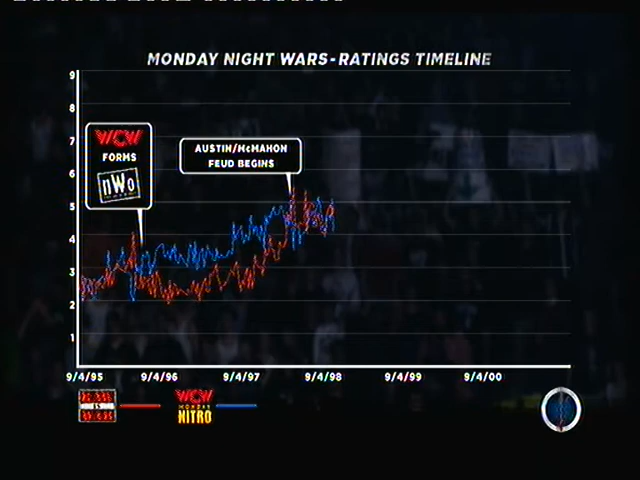 MONDAY NIGHT WARS-RATINGS TIMELINE
9
8
7
6
5
4
3
2
1
WCW
FORMS
nWo
AUSTIN/McMAHON
FEUD BEGINS
9/4/95 9/4/96 9/4/97 9/4/98 9/4/99 9/4/00
IS
WCW
MONDAY
NITRO